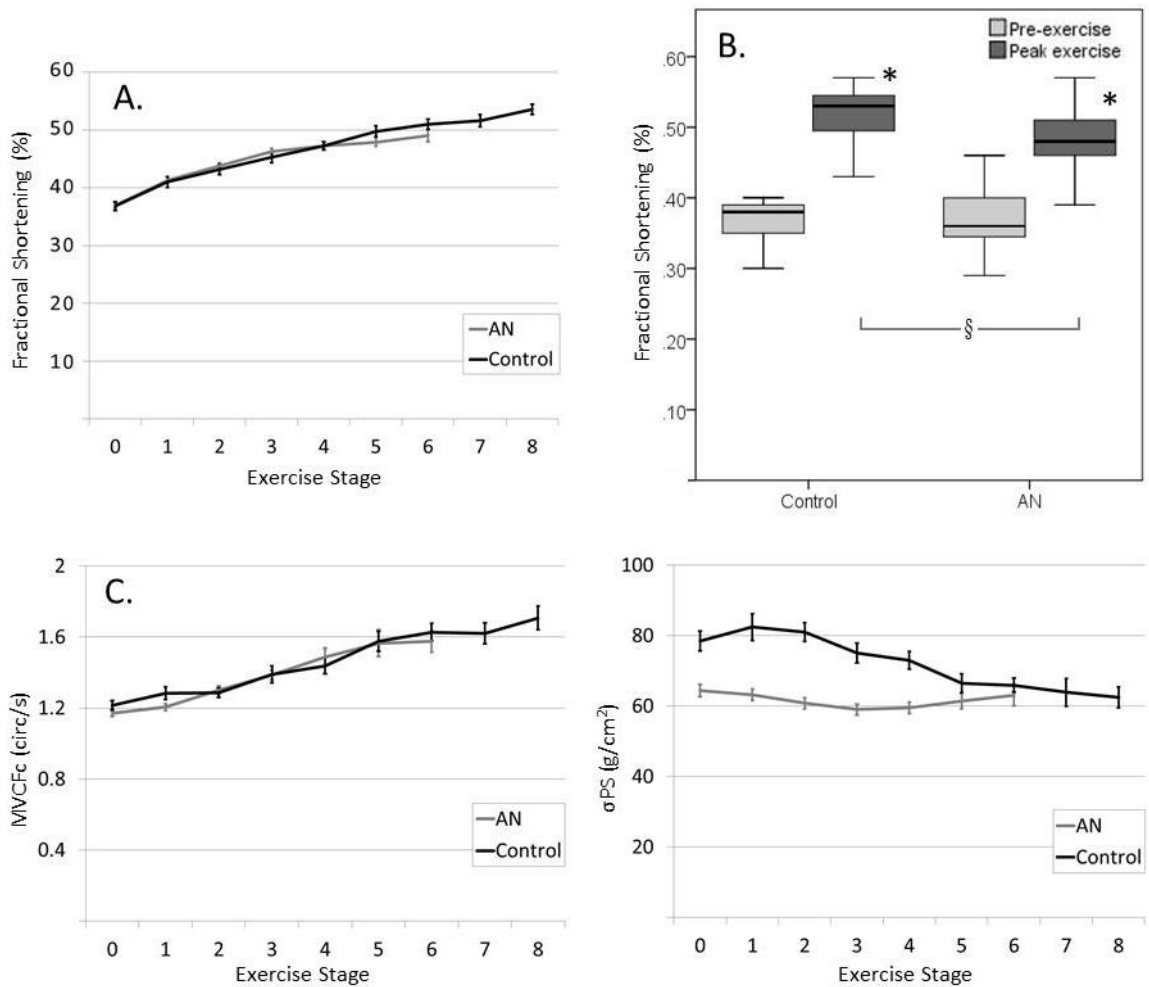 A.
Fractional Shortening (%)
60
50
40
30
20
10
AN
Control
0 1 2 3 4 5 6 7 8
Exercise Stage
B.
Pre-exercise
Peak exercise
Fractional Shortening (%)
.60
.50
.40
.30
.20
.10
*
*
§
Control AN
C.
MVCFc (circ/s)
2
1.6
1.2
0.8
0.4
AN
Control
0 1 2 3 4 5 6 7 8
Exercise Stage
σPS (g/cm²)
100
80
60
40
20
AN
Control
0 1 2 3 4 5 6 7 8
Exercise Stage